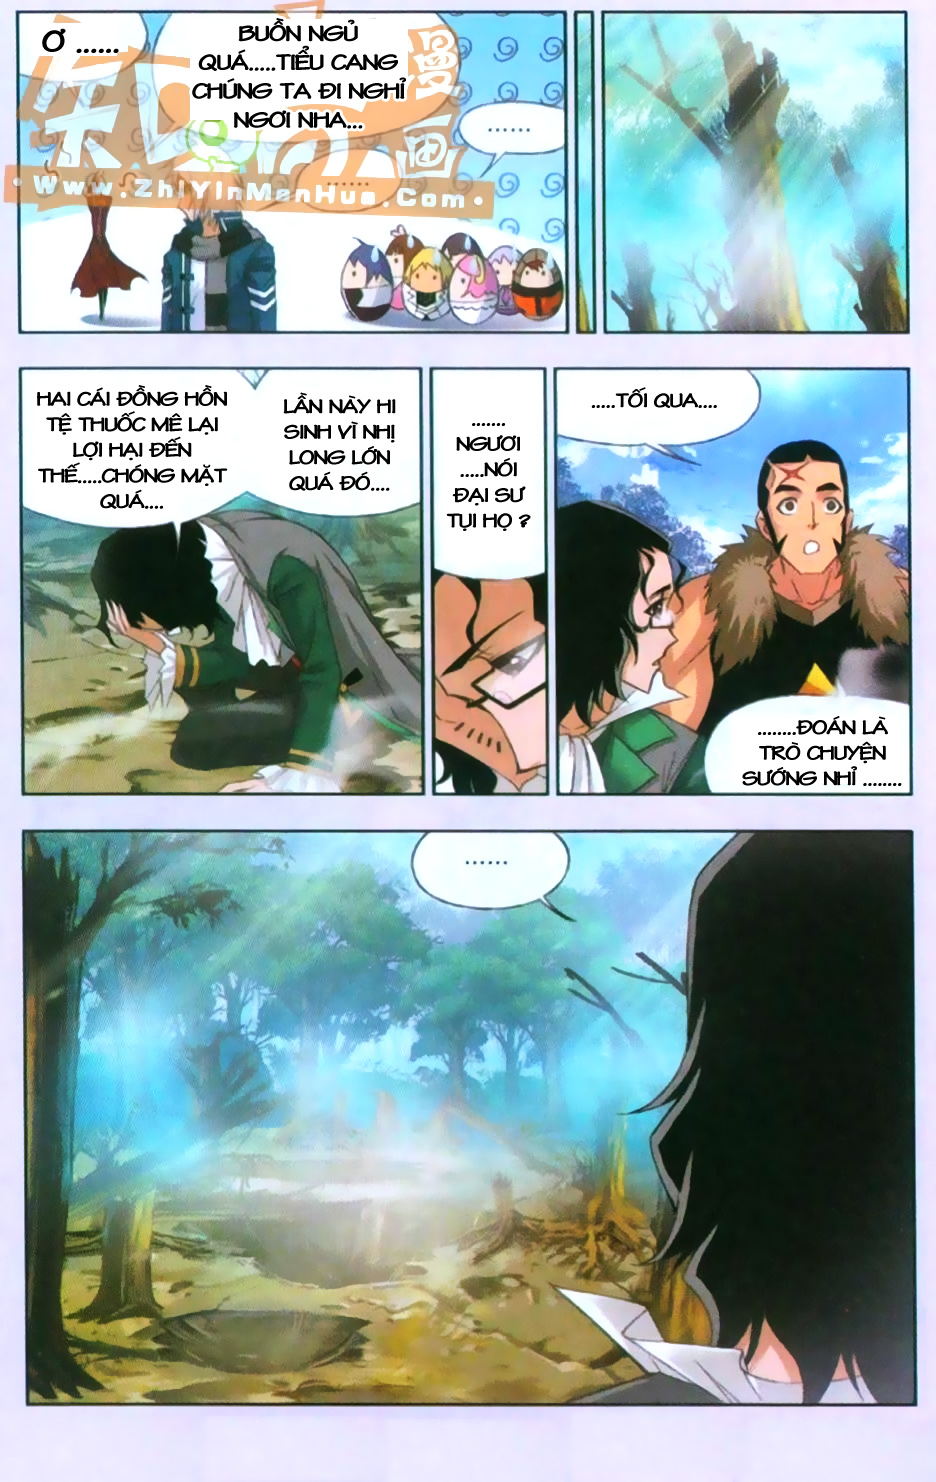 Ơ ......
BUỒN NGỦ
QUÁ.....TIỂU CANG
CHÚNG TA ĐI NGHỈ
NGƠI NHA...
......
......
漫
画
·Www.ZhiYinManHua.Com·
HAI CÁI ĐỒNG HỒN
TỆ THUỐC MÊ LẠI
LỢI HẠI ĐẾN
THẾ.....CHÓNG MẶT
QUÁ....
LẦN NÀY HI
SINH VÌ NHỊ
LONG LỚN
QUÁ ĐÓ....
.......
NGƯƠI
.....NÓI
ĐẠI SƯ
TỤI HỌ ?
.....TỐI QUA....
........ĐOÁN LÀ
TRÒ CHUYỆN
SƯỚNG NHỈ ........
......